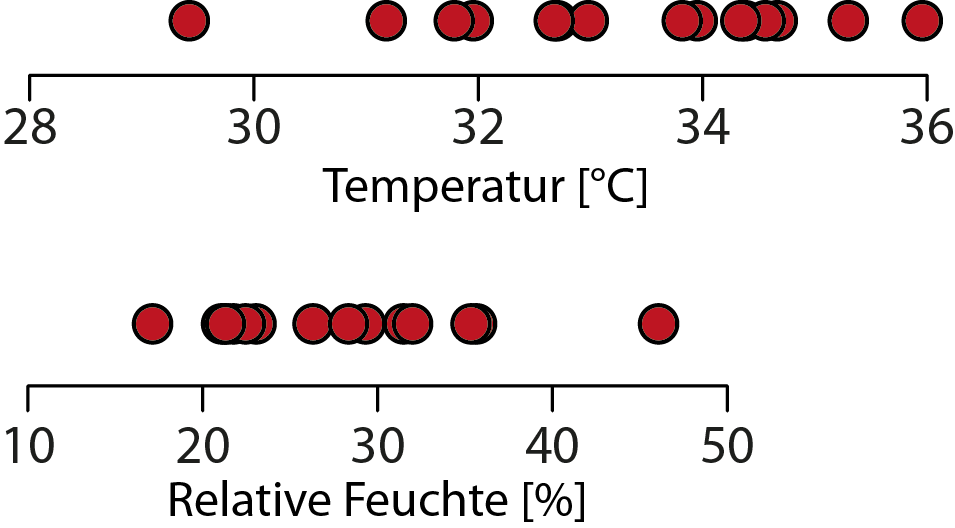 28 30 32 34 36
Temperatur [°C]
10 20 30 40 50
Relative Feuchte [%]